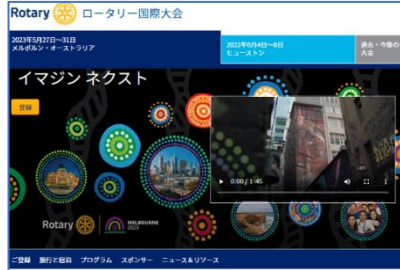 Rotary ロータリー国際大会
2023年5月27日〜31日
メルボルン・オーストラリア
2022年6月4日〜8日
ヒューストン
過去・今後の
大会
イマジン ネクスト
登録
0:00 / 1:45
Rotary
MELBOURNE
2023
ご登録 旅行と宿泊 プログラム スポンサー ニュース&リソース